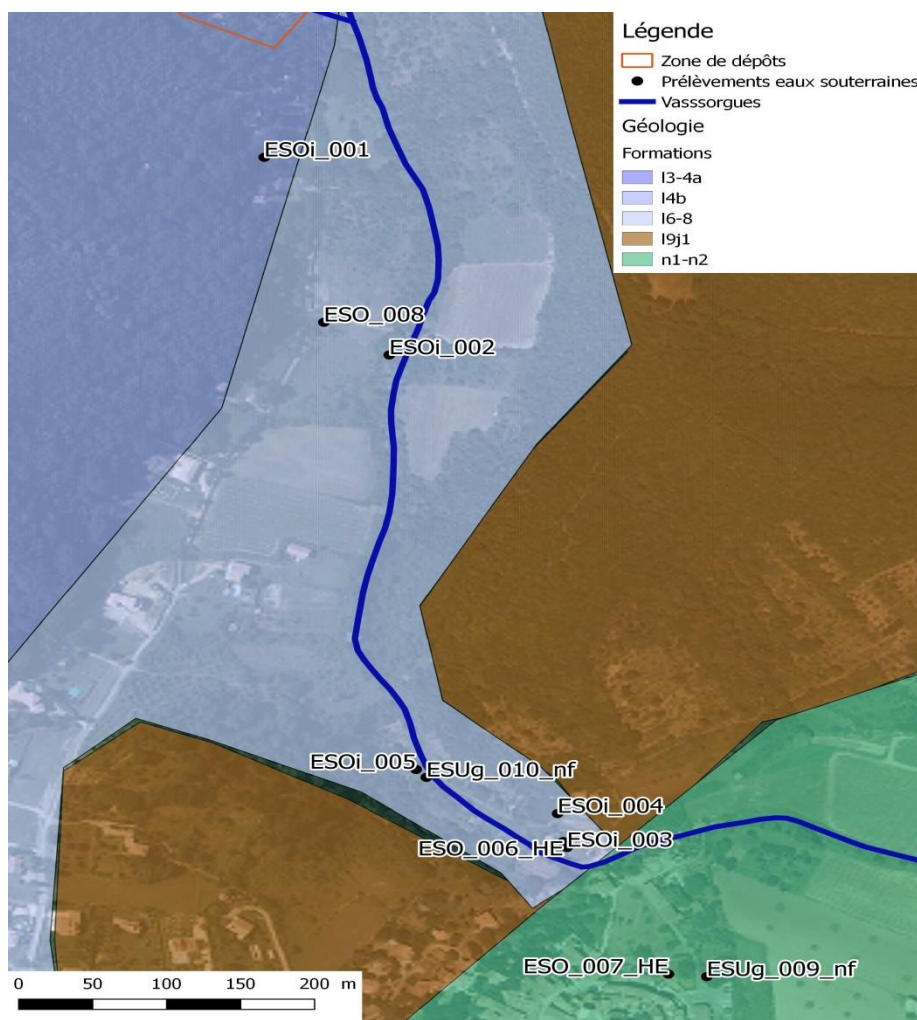 Légende
Zone de dépôts
Prélèvements eaux souterraines
Vasssorgues
Géologie
Formations
l3-4a
l4b
l6-8
l9j1
n1-n2
ESOi_001
ESO_008
ESOi_002
ESOi_005
ESUg_010_nf
ESOi_004
ESOi_003
ESO_006_HE
ESO_007_HE
ESUg_009_nf
0 50 100 150 200 m